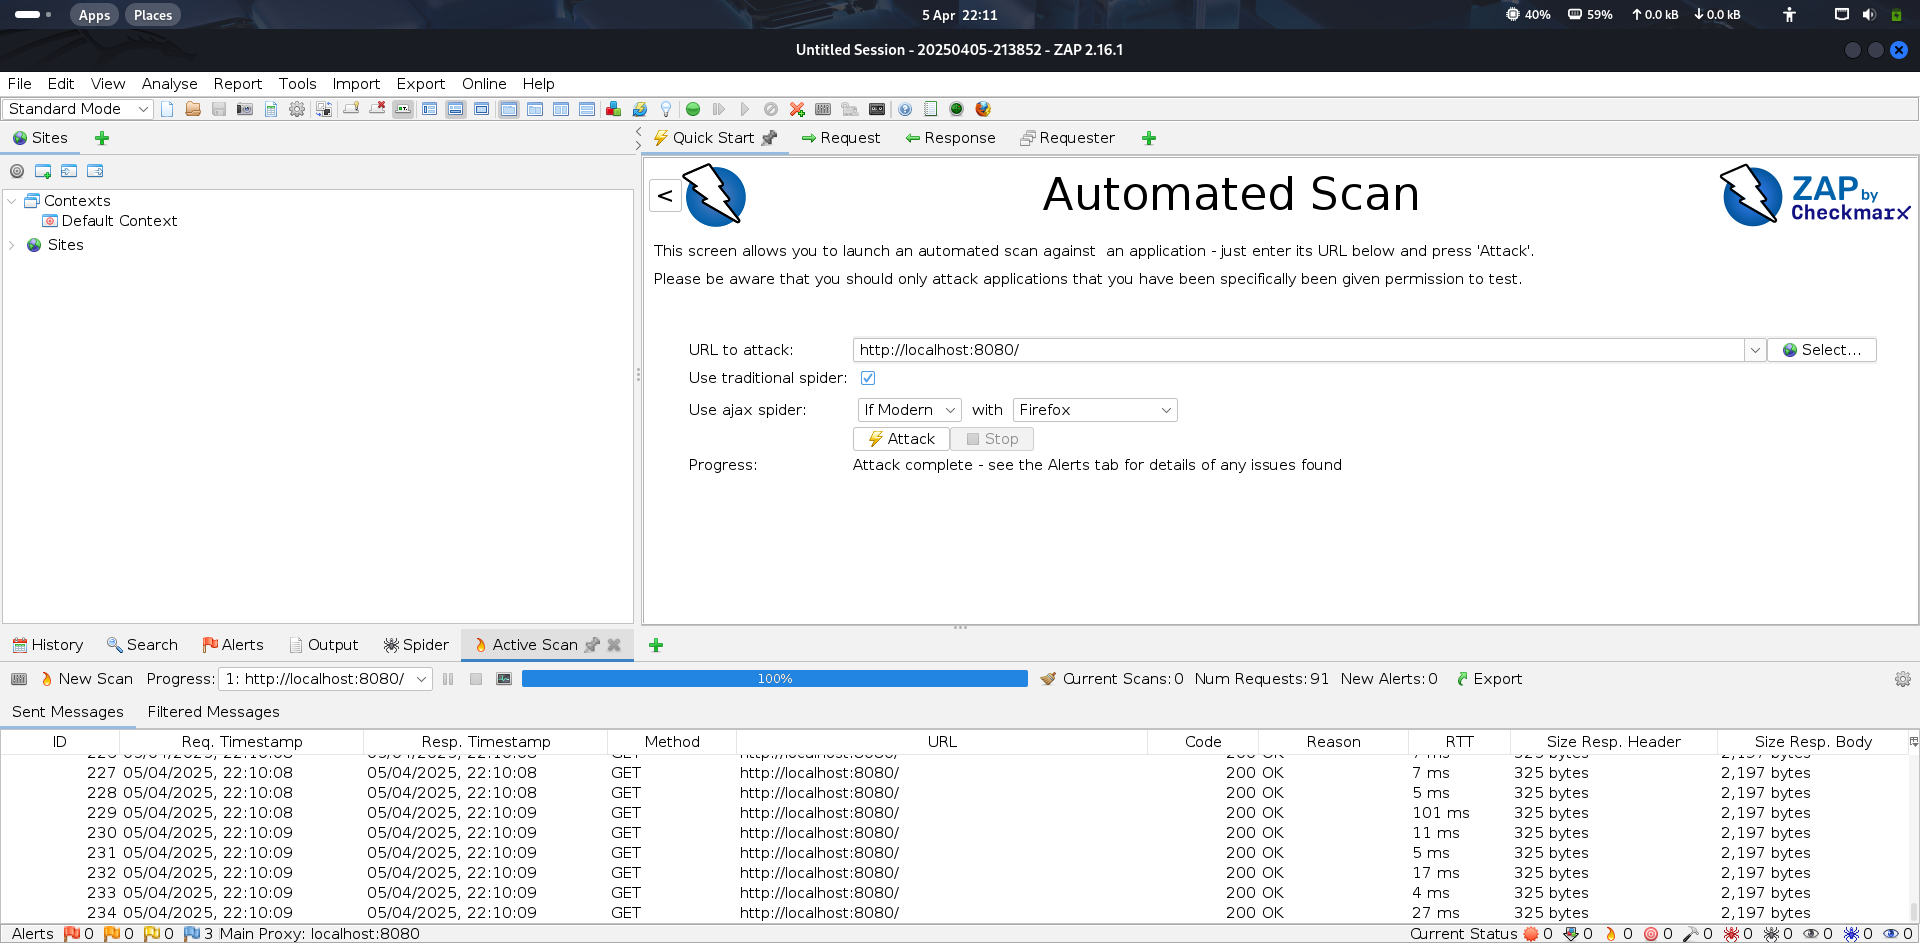 Apps Places 5 Apr 22:11 40% 59% 0.0 kB 0.0 kB
Untitled Session - 20250405-213852 - ZAP 2.16.1
File Edit View Analyse Report Tools Import Export Online Help
Standard Mode
Sites Quick Start Request Response Requester
< Automated Scan ZAP by Checkmarx
Contexts
Default Context
Sites
This screen allows you to launch an automated scan against  an application - just enter its URL below and press 'Attack'.
Please be aware that you should only attack applications that you have been specifically been given permission to test.
URL to attack: http://localhost:8080/ Select...
Use traditional spider:
Use ajax spider: If Modern with Firefox
Attack Stop
Progress: Attack complete - see the Alerts tab for details of any issues found
History Search Alerts Output Spider Active Scan
New Scan Progress: 1: http://localhost:8080/ 100% Current Scans: 0 Num Requests: 91 New Alerts: 0 Export
Sent Messages Filtered Messages
ID Req. Timestamp Resp. Timestamp Method URL Code Reason RTT Size Resp. Header Size Resp. Body
227 05/04/2025, 22:10:08 05/04/2025, 22:10:08 GET http://localhost:8080/ 200 OK 7 ms 325 bytes 2,197 bytes
228 05/04/2025, 22:10:08 05/04/2025, 22:10:08 GET http://localhost:8080/ 200 OK 5 ms 325 bytes 2,197 bytes
229 05/04/2025, 22:10:08 05/04/2025, 22:10:08 GET http://localhost:8080/ 200 OK 101 ms 325 bytes 2,197 bytes
230 05/04/2025, 22:10:09 05/04/2025, 22:10:09 GET http://localhost:8080/ 200 OK 11 ms 325 bytes 2,197 bytes
231 05/04/2025, 22:10:09 05/04/2025, 22:10:09 GET http://localhost:8080/ 200 OK 5 ms 325 bytes 2,197 bytes
232 05/04/2025, 22:10:09 05/04/2025, 22:10:09 GET http://localhost:8080/ 200 OK 17 ms 325 bytes 2,197 bytes
233 05/04/2025, 22:10:09 05/04/2025, 22:10:09 GET http://localhost:8080/ 200 OK 4 ms 325 bytes 2,197 bytes
234 05/04/2025, 22:10:09 05/04/2025, 22:10:09 GET http://localhost:8080/ 200 OK 27 ms 325 bytes 2,197 bytes
Alerts 0 0 0 3 Main Proxy: localhost:8080 Current Status 0 0 0 0 0 0 0 0 0 0